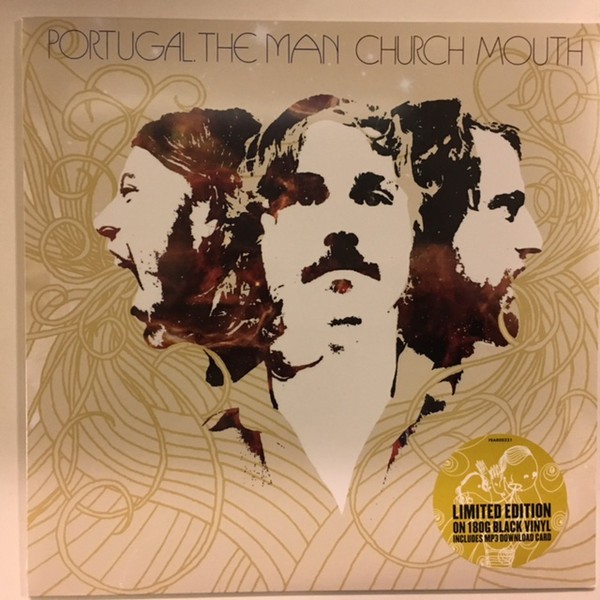 PORTUGAL. THE MAN CHURCH MOUTH
LIMITED EDITION
ON 180G BLACK VINYL
INCLUDES MP3 DOWNLOAD CARD